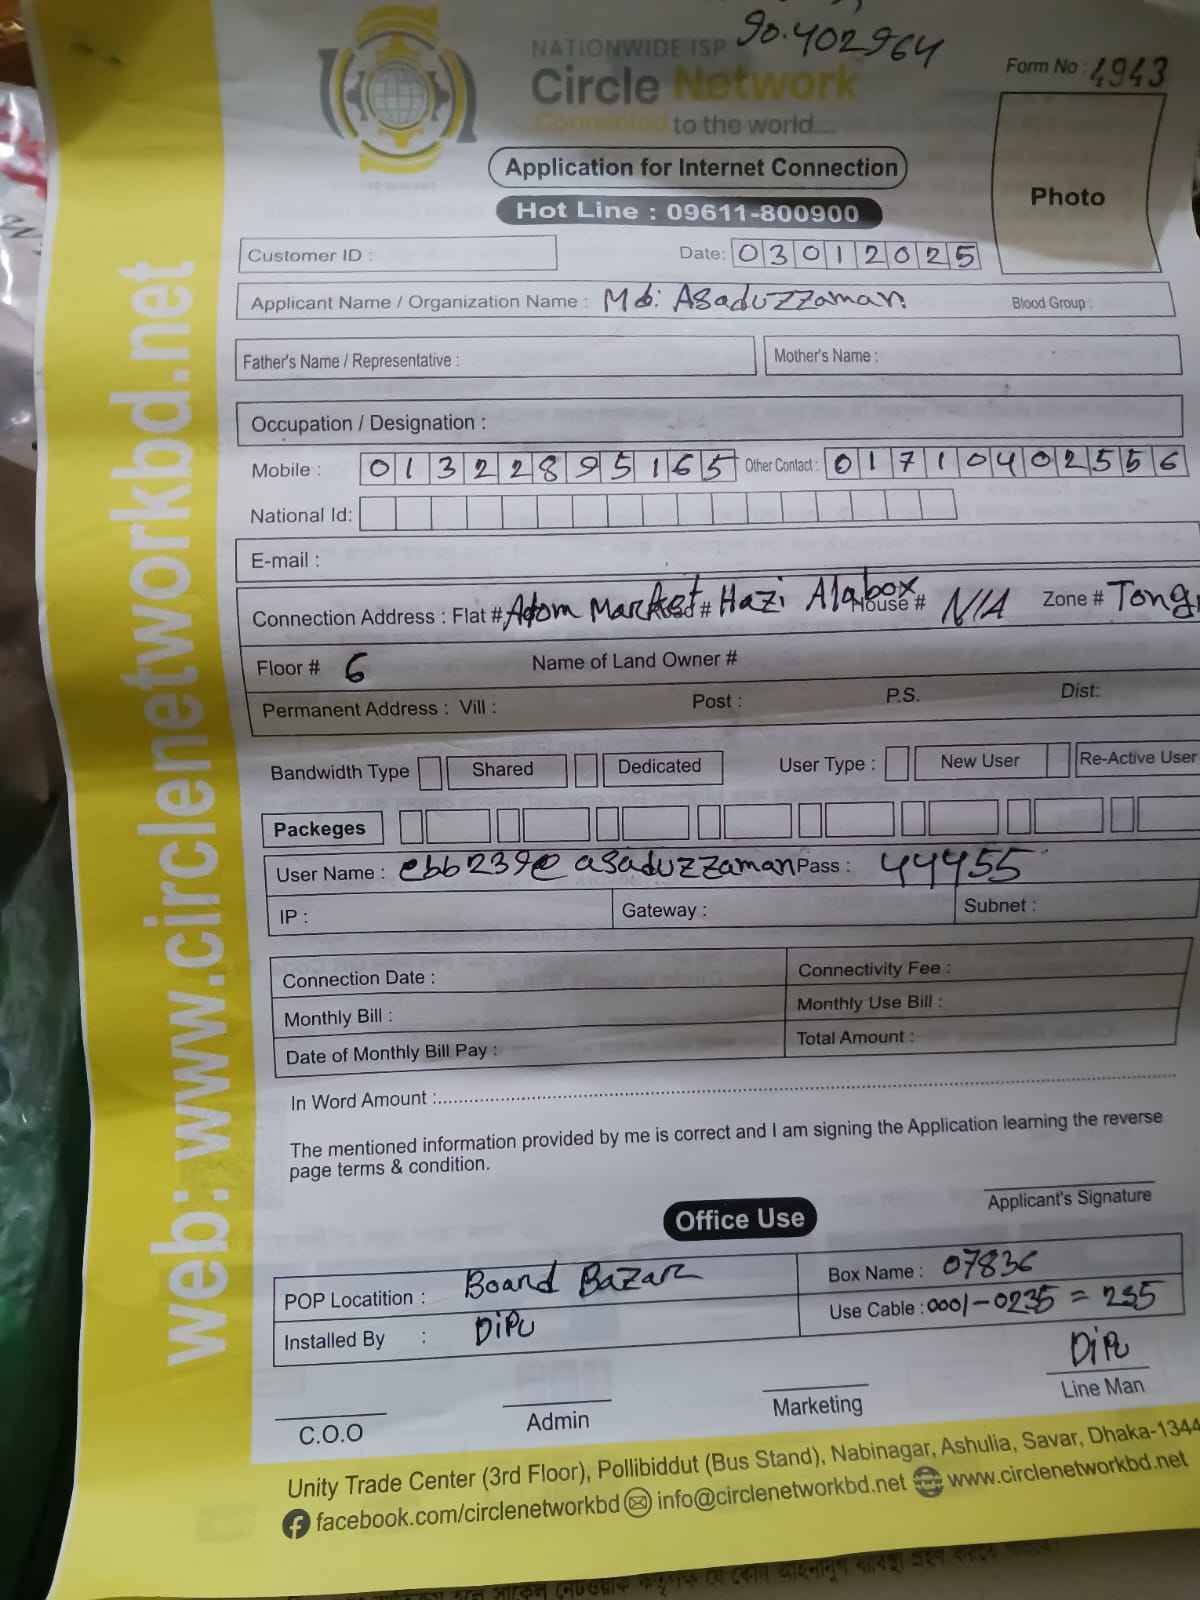 90.402964
NATIONWIDE ISP
Circle Network
Connected to the world....
Form No : 4943
Photo
Application for Internet Connection
Hot Line : 09611-800900
Customer ID :
Date: 03012025
Applicant Name / Organization Name : Md: Asaduzzaman Blood Group :
Father's Name / Representative : Mother's Name :
Occupation / Designation :
Mobile : 01322895165 Other Contact : 01710402556
National Id:
E-mail :
Connection Address : Flat # Adom Market Road # Hazi Alabox House # N/A Zone # Tongi
Floor # 6 Name of Land Owner #
Permanent Address : Vill : Post : P.S. Dist:
Bandwidth Type Shared Dedicated User Type : New User Re-Active User
Packeges
User Name : ebb239@asaduzzaman Pass : 44455
IP : Gateway : Subnet :
Connection Date : Connectivity Fee :
Monthly Bill : Monthly Use Bill :
Date of Monthly Bill Pay : Total Amount :
In Word Amount :
The mentioned information provided by me is correct and I am signing the Application learning the reverse
page terms & condition.
Applicant's Signature
Office Use
POP Locatition : Board Bazar Box Name : 07836
Installed By : DiPu Use Cable : 0001-0235 = 235
DiPu
C.O.O Admin Marketing Line Man
Unity Trade Center (3rd Floor), Pollibiddut (Bus Stand), Nabinagar, Ashulia, Savar, Dhaka-1344
facebook.com/circlenetworkbd info@circlenetworkbd.net www.circlenetworkbd.net
web: www.circlenetworkbd.net